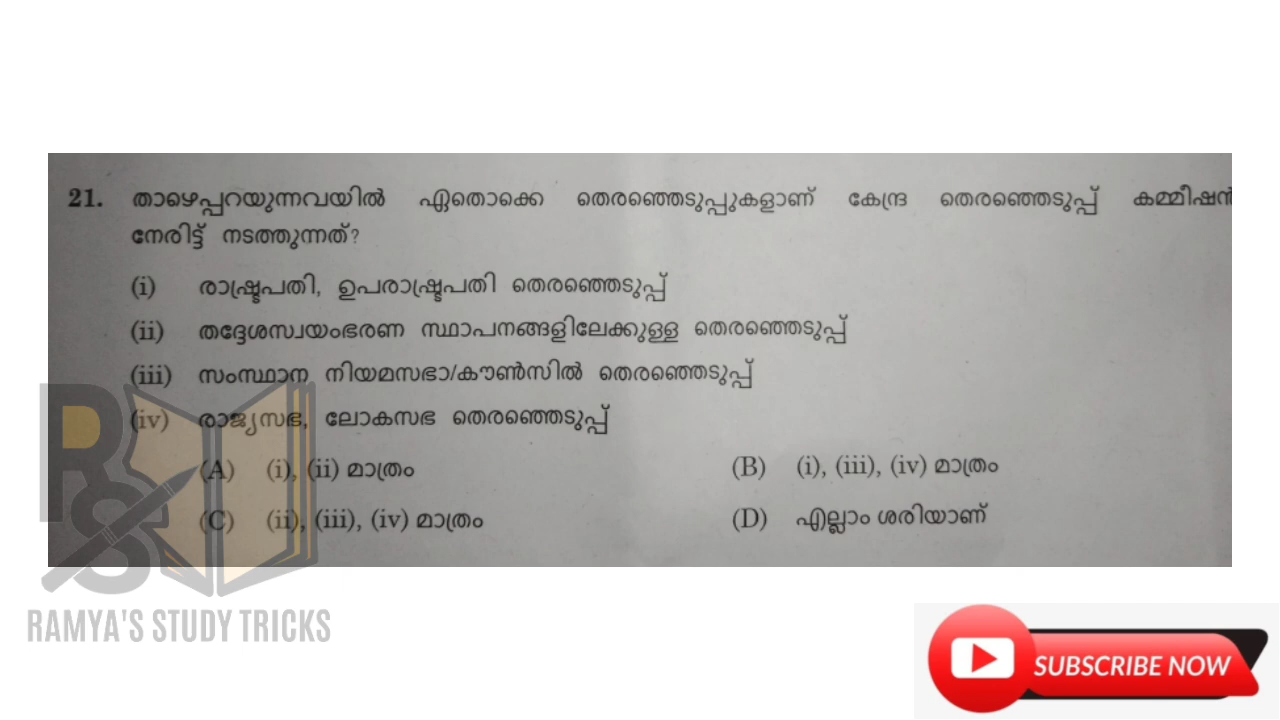 21. താഴെപ്പറയുന്നവയിൽ ഏതൊക്കെ തെരഞ്ഞെടുപ്പുകളാണ് കേന്ദ്ര തെരഞ്ഞെടുപ്പ് കമ്മീഷൻ
നേരിട്ട് നടത്തുന്നത്?
(i) രാഷ്ട്രപതി, ഉപരാഷ്ട്രപതി തെരഞ്ഞെടുപ്പ്
(ii) തദ്ദേശസ്വയംഭരണ സ്ഥാപനങ്ങളിലേക്കുള്ള തെരഞ്ഞെടുപ്പ്
(iii) സംസ്ഥാന നിയമസഭാ/കൗൺസിൽ തെരഞ്ഞെടുപ്പ്
(iv) രാജ്യസഭ, ലോകസഭ തെരഞ്ഞെടുപ്പ്
(A) (i), (ii) മാത്രം (B) (i), (iii), (iv) മാത്രം
(C) (ii), (iii), (iv) മാത്രം (D) എല്ലാം ശരിയാണ്
RS
RAMYA'S STUDY TRICKS
SUBSCRIBE NOW